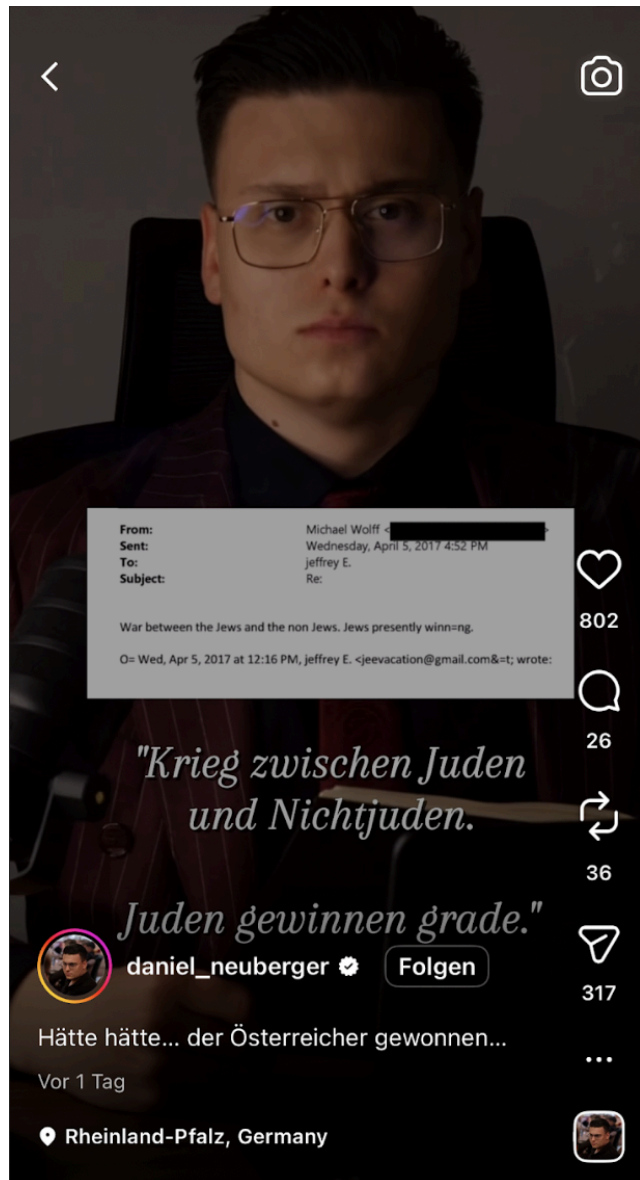 From: Michael Wolff <
Sent: Wednesday, April 5, 2017 4:52 PM
To: jeffrey E.
Subject: Re:
War between the Jews and the non Jews. Jews presently winn=ng.
O= Wed, Apr 5, 2017 at 12:16 PM, jeffrey E. <jeevacation@gmail.com&=t; wrote:
802
26
"Krieg zwischen Juden
und Nichtjuden.
36
Juden gewinnen grade."
daniel_neuberger Folgen
317
Hätte hätte... der Österreicher gewonnen...
Vor 1 Tag
Rheinland-Pfalz, Germany